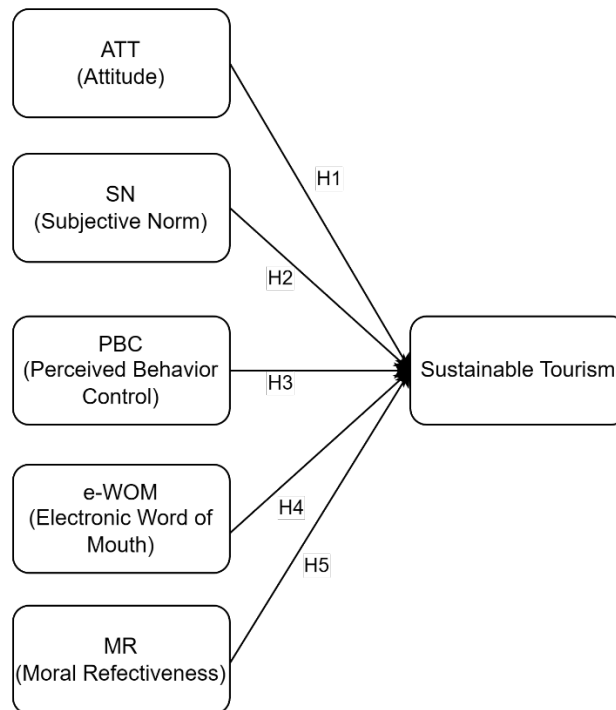 ATT
(Attitude)
H1
SN
(Subjective Norm)
H2
PBC
(Perceived Behavior
Control)
H3
Sustainable Tourism
e-WOM
(Electronic Word of
Mouth)
H4
H5
MR
(Moral Refectiveness)